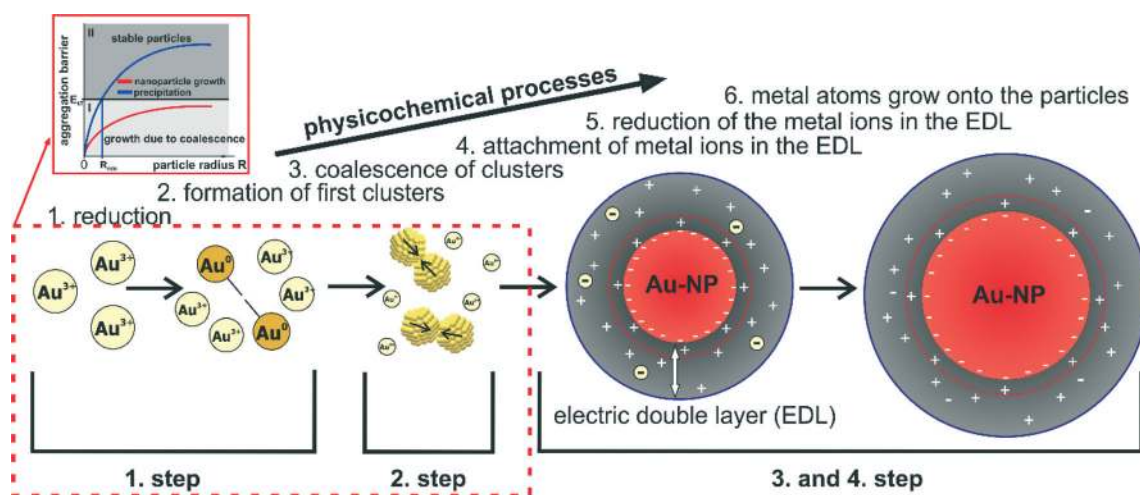 II
stable particles
nanoparticle growth
precipitation
aggregation barrier
I
growth due to coalescence
0
particle radius R
physicochemical processes
6. metal atoms grow onto the particles
5. reduction of the metal ions in the EDL
4. attachment of metal ions in the EDL
3. coalescence of clusters
2. formation of first clusters
1. reduction
Au³⁺
Au³⁺
Au³⁺
Au⁰
Au³⁺
Au³⁺
Au³⁺
Au³⁺
Au⁰
Au-NP
Au-NP
electric double layer (EDL)
1. step
2. step
3. and 4. step